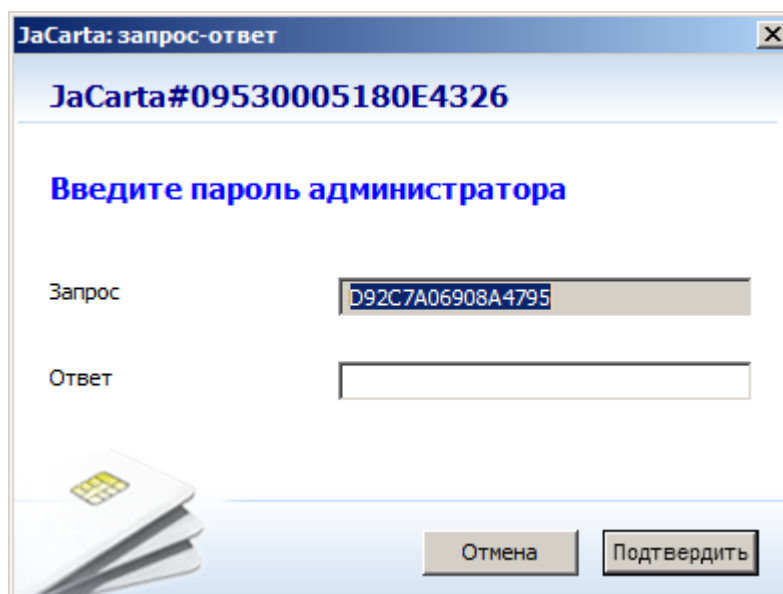 JaCarta: запрос-ответ
JaCarta#09530005180E4326
Введите пароль администратора
Запрос
D92C7A06908A4795
Ответ
Отмена
Подтвердить